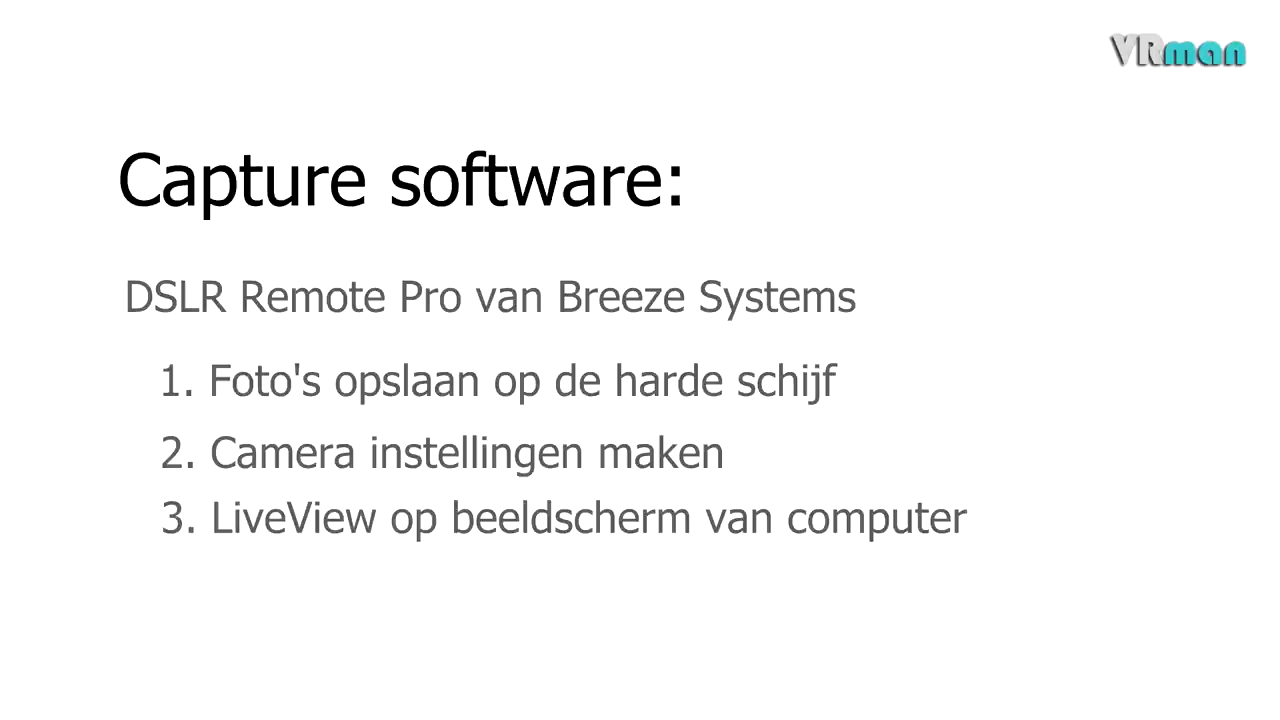 VRman
Capture software:
DSLR Remote Pro van Breeze Systems
1. Foto's opslaan op de harde schijf
2. Camera instellingen maken
3. LiveView op beeldscherm van computer